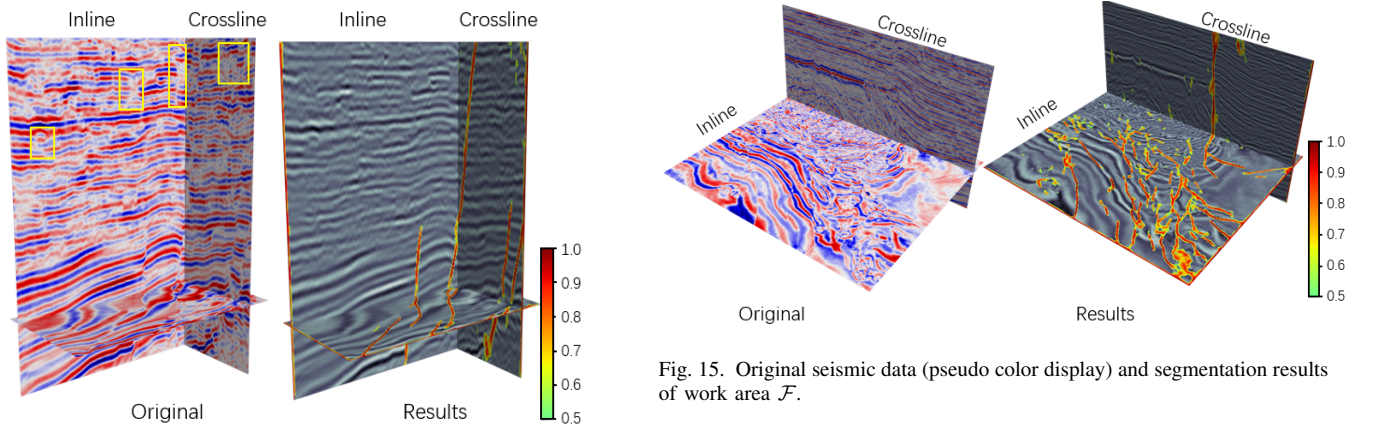 Inline Crossline Inline Crossline
1.0
0.9
0.8
0.7
0.6
0.5
Original Results
Crossline
Inline
Crossline
Inline
1.0
0.9
0.8
0.7
0.6
0.5
Original Results
Fig. 15. Original seismic data (pseudo color display) and segmentation results
of work area F.